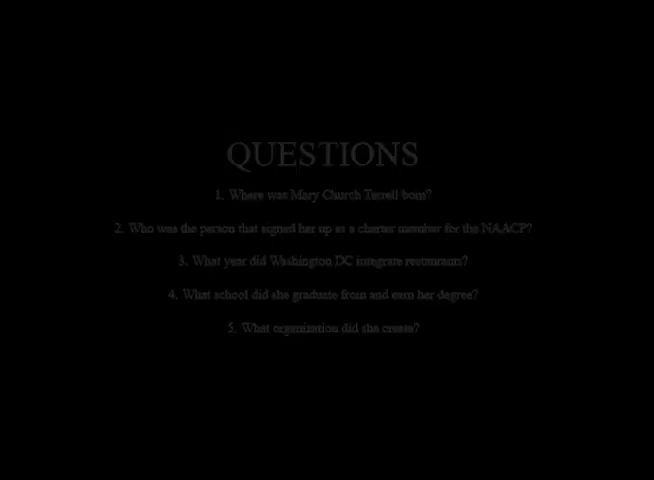 QUESTIONS
1. Where was Mary Church Terrell born?
2. Who was the person that signed her up as a charter member for the NAACP?
3. What year did Washington DC integrate restaurants?
4. What school did she graduate from and earn her degree?
5. What organization did she create?